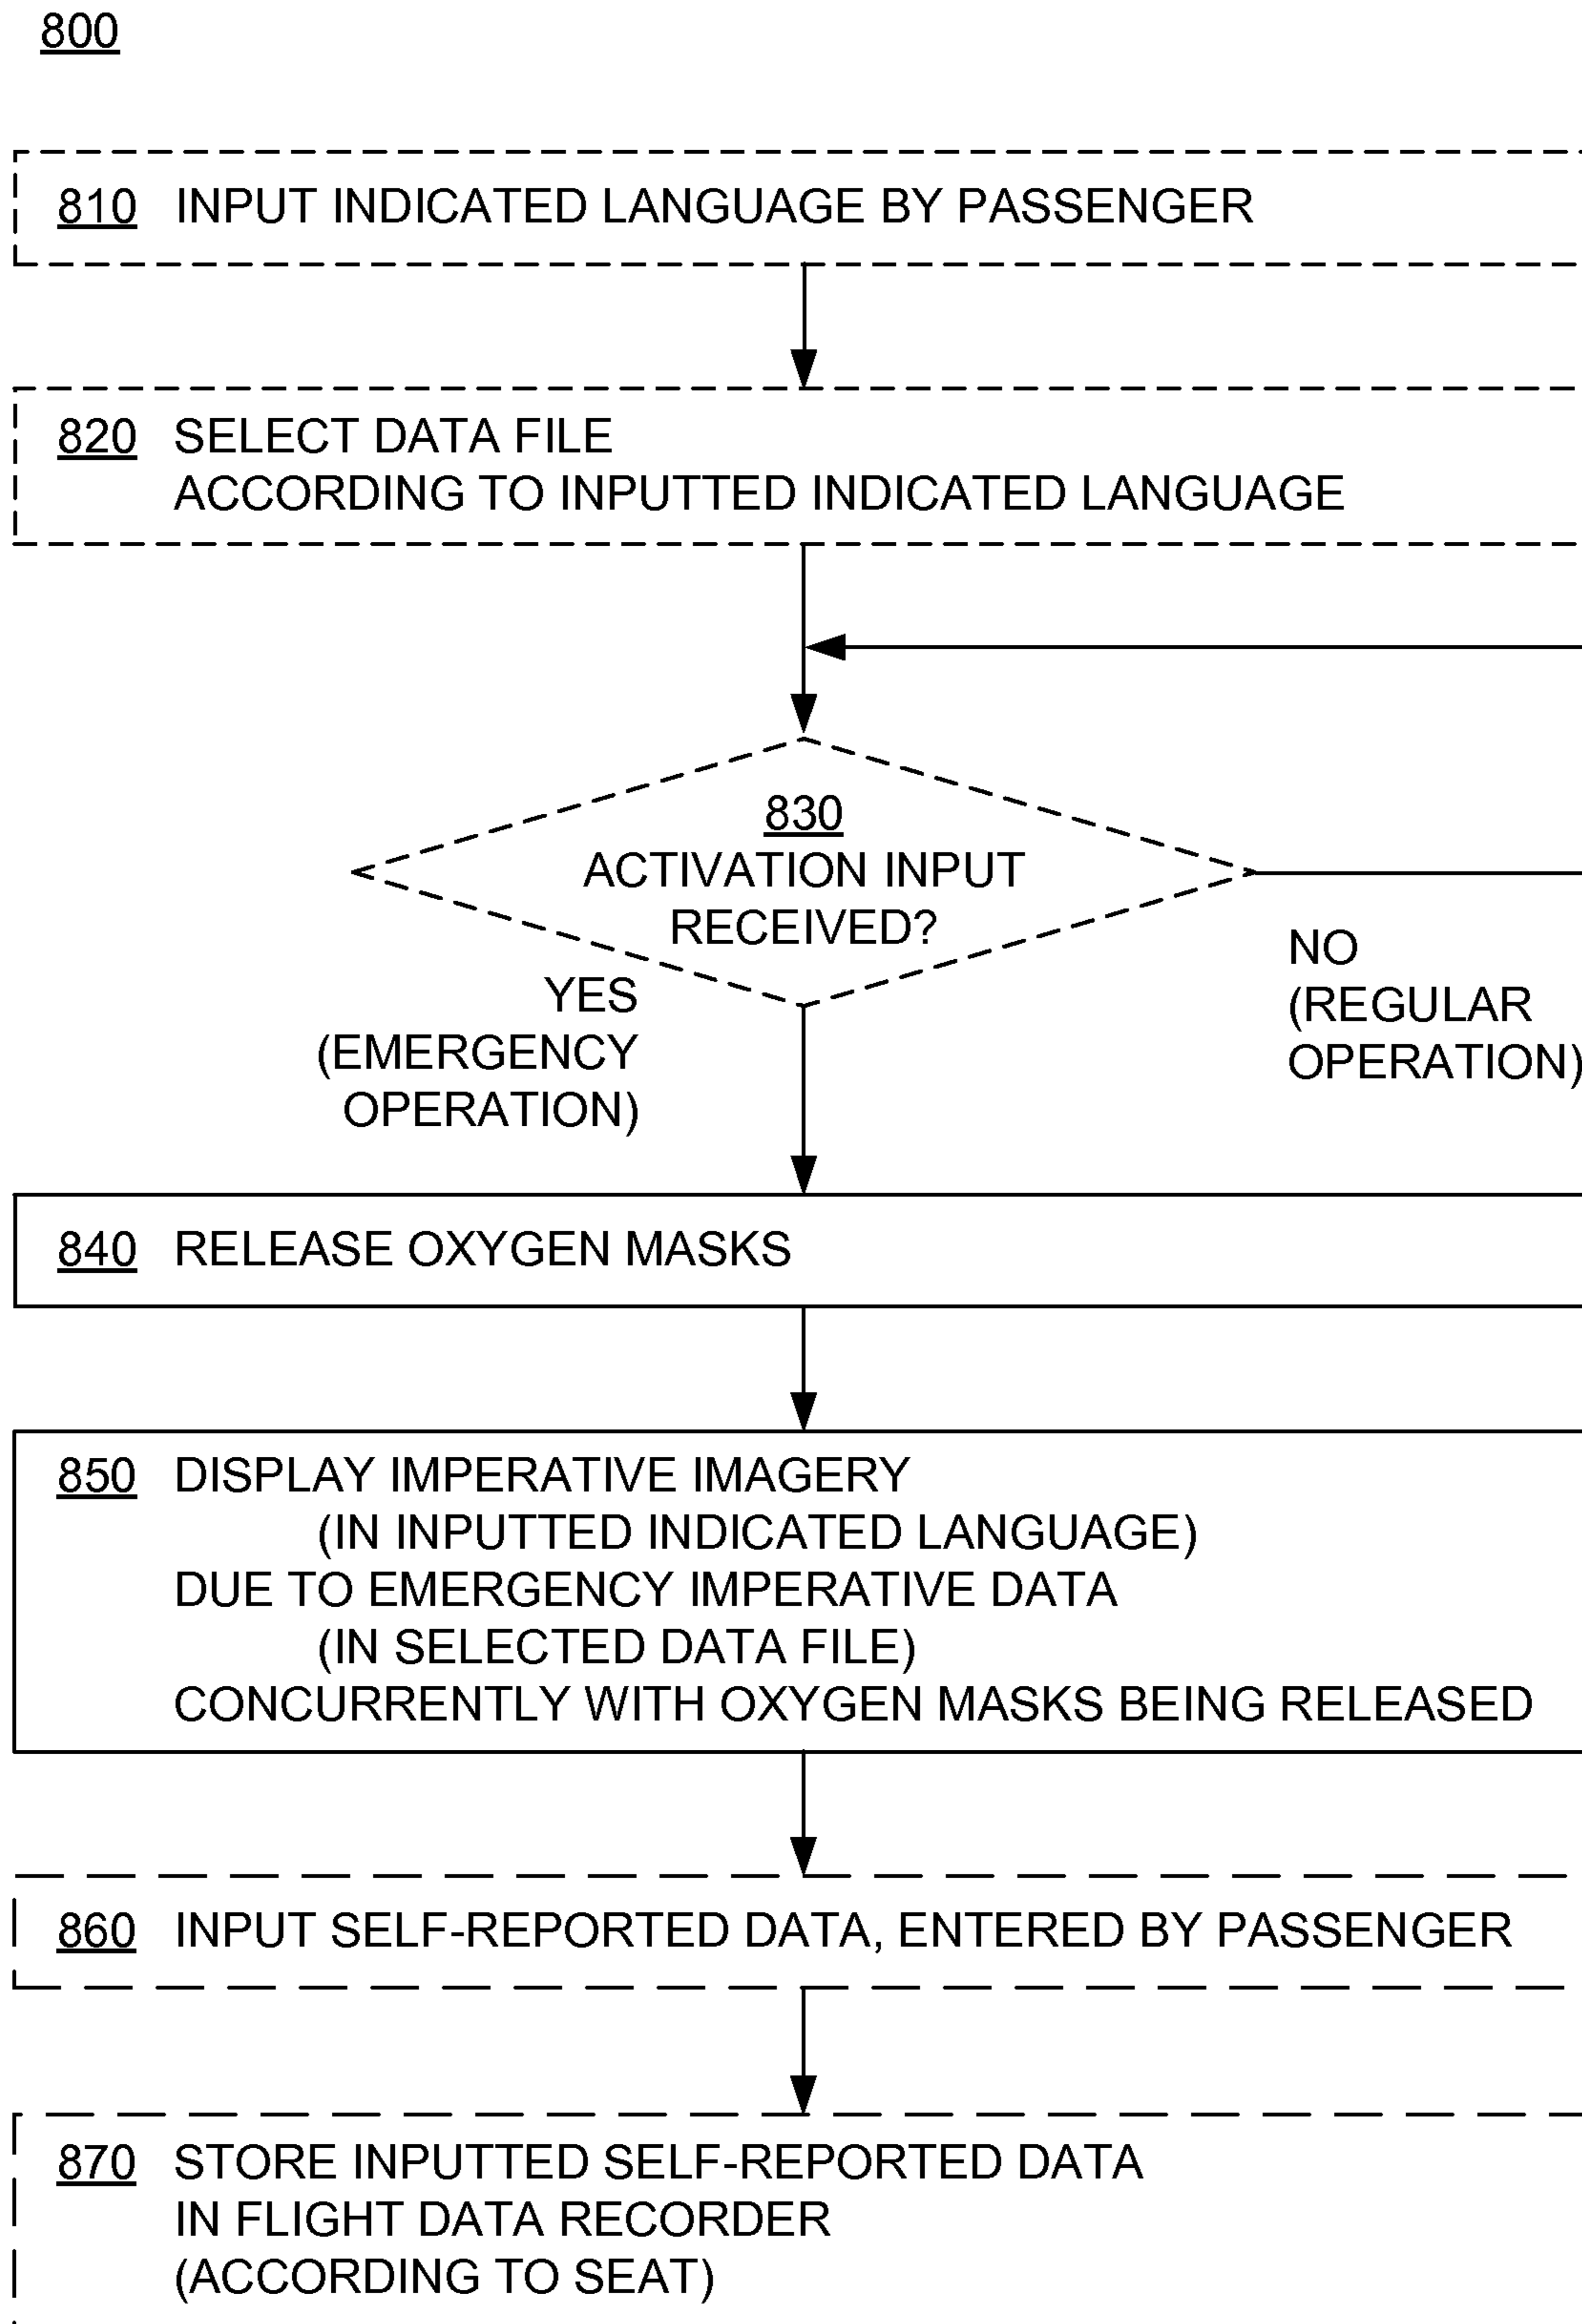 800
810 INPUT INDICATED LANGUAGE BY PASSENGER
820 SELECT DATA FILE
ACCORDING TO INPUTTED INDICATED LANGUAGE
830
ACTIVATION INPUT
RECEIVED?
YES
(EMERGENCY
OPERATION)
NO
(REGULAR
OPERATION)
840 RELEASE OXYGEN MASKS
850 DISPLAY IMPERATIVE IMAGERY
(IN INPUTTED INDICATED LANGUAGE)
DUE TO EMERGENCY IMPERATIVE DATA
(IN SELECTED DATA FILE)
CONCURRENTLY WITH OXYGEN MASKS BEING RELEASED
860 INPUT SELF-REPORTED DATA, ENTERED BY PASSENGER
870 STORE INPUTTED SELF-REPORTED DATA
IN FLIGHT DATA RECORDER
(ACCORDING TO SEAT)